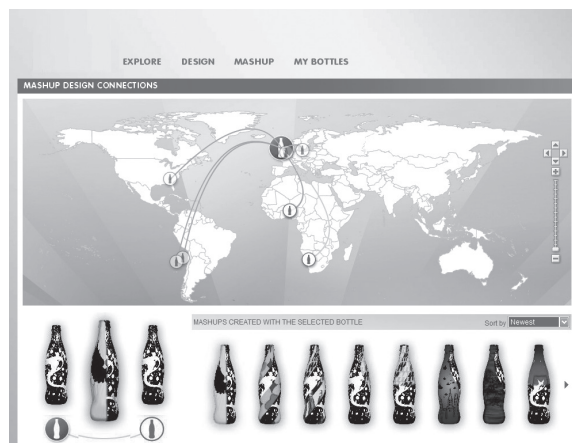 EXPLORE DESIGN MASHUP MY BOTTLES
MASHUP DESIGN CONNECTIONS
MASHUPS CREATED WITH THE SELECTED BOTTLE Sort by Newest